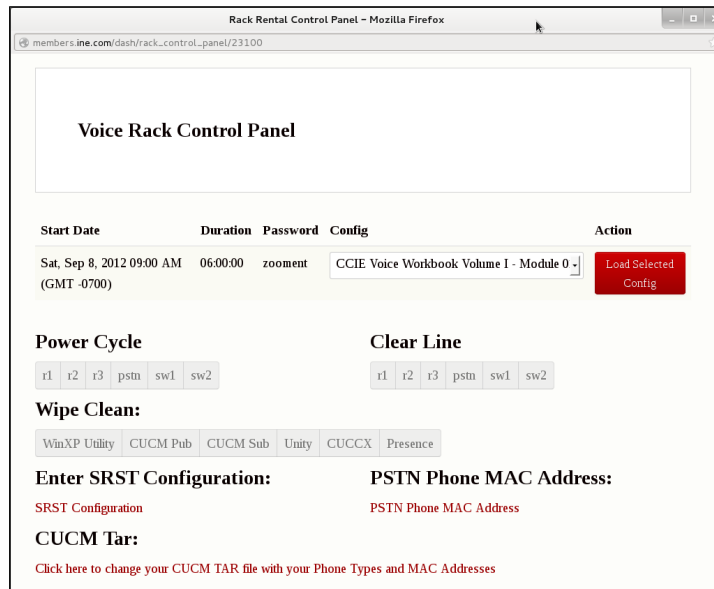 Rack Rental Control Panel - Mozilla Firefox
members.ine.com/dash/rack_control_panel/23100
Voice Rack Control Panel
Start Date Duration Password Config Action
Sat, Sep 8, 2012 09:00 AM 06:00:00 zooment CCIE Voice Workbook Volume I - Module 0 Load Selected
(GMT -0700) Config
Power Cycle Clear Line
r1 r2 r3 pstn sw1 sw2 r1 r2 r3 pstn sw1 sw2
Wipe Clean:
WinXP Utility CUCM Pub CUCM Sub Unity CUCCX Presence
Enter SRST Configuration: PSTN Phone MAC Address:
SRST Configuration PSTN Phone MAC Address
CUCM Tar:
Click here to change your CUCM TAR file with your Phone Types and MAC Addresses